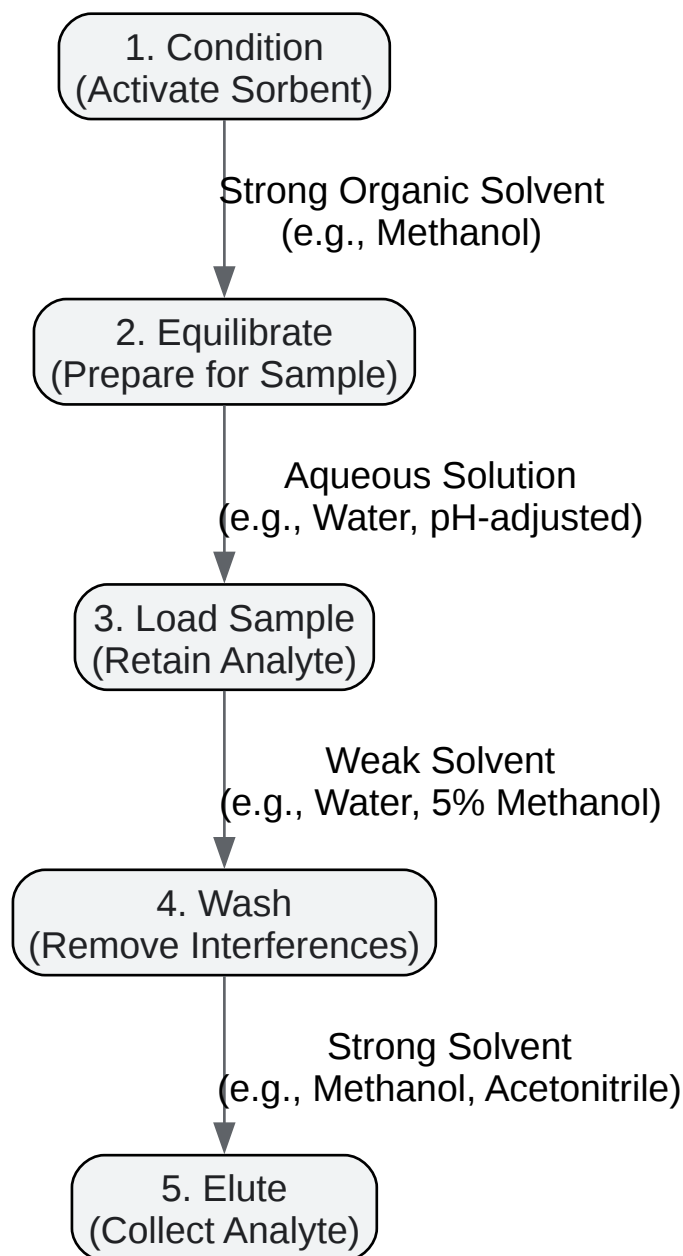 1. Condition
(Activate Sorbent)
Strong Organic Solvent
(e.g., Methanol)
2. Equilibrate
(Prepare for Sample)
Aqueous Solution
(e.g., Water, pH-adjusted)
3. Load Sample
(Retain Analyte)
Weak Solvent
(e.g., Water, 5% Methanol)
4. Wash
(Remove Interferences)
Strong Solvent
(e.g., Methanol, Acetonitrile)
5. Elute
(Collect Analyte)